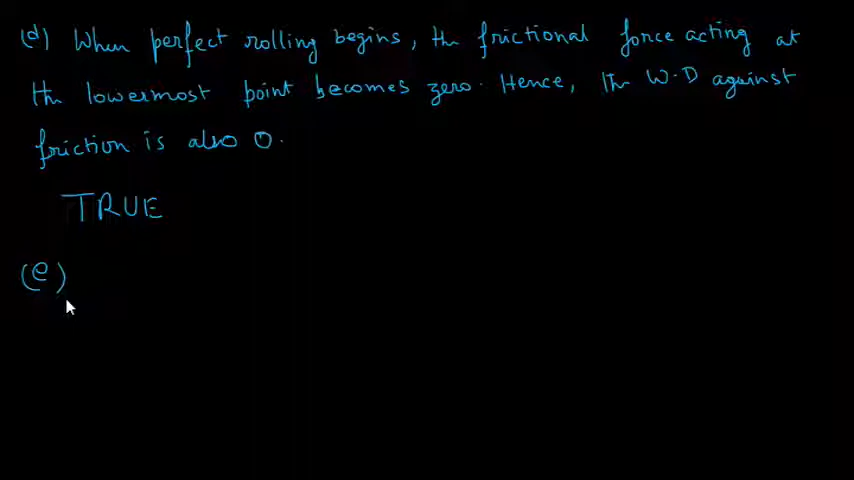 (d) When perfect rolling begins, the frictional force acting at
the lowermost point becomes zero. Hence, the W.D against
friction is also 0.
TRUE
(e)